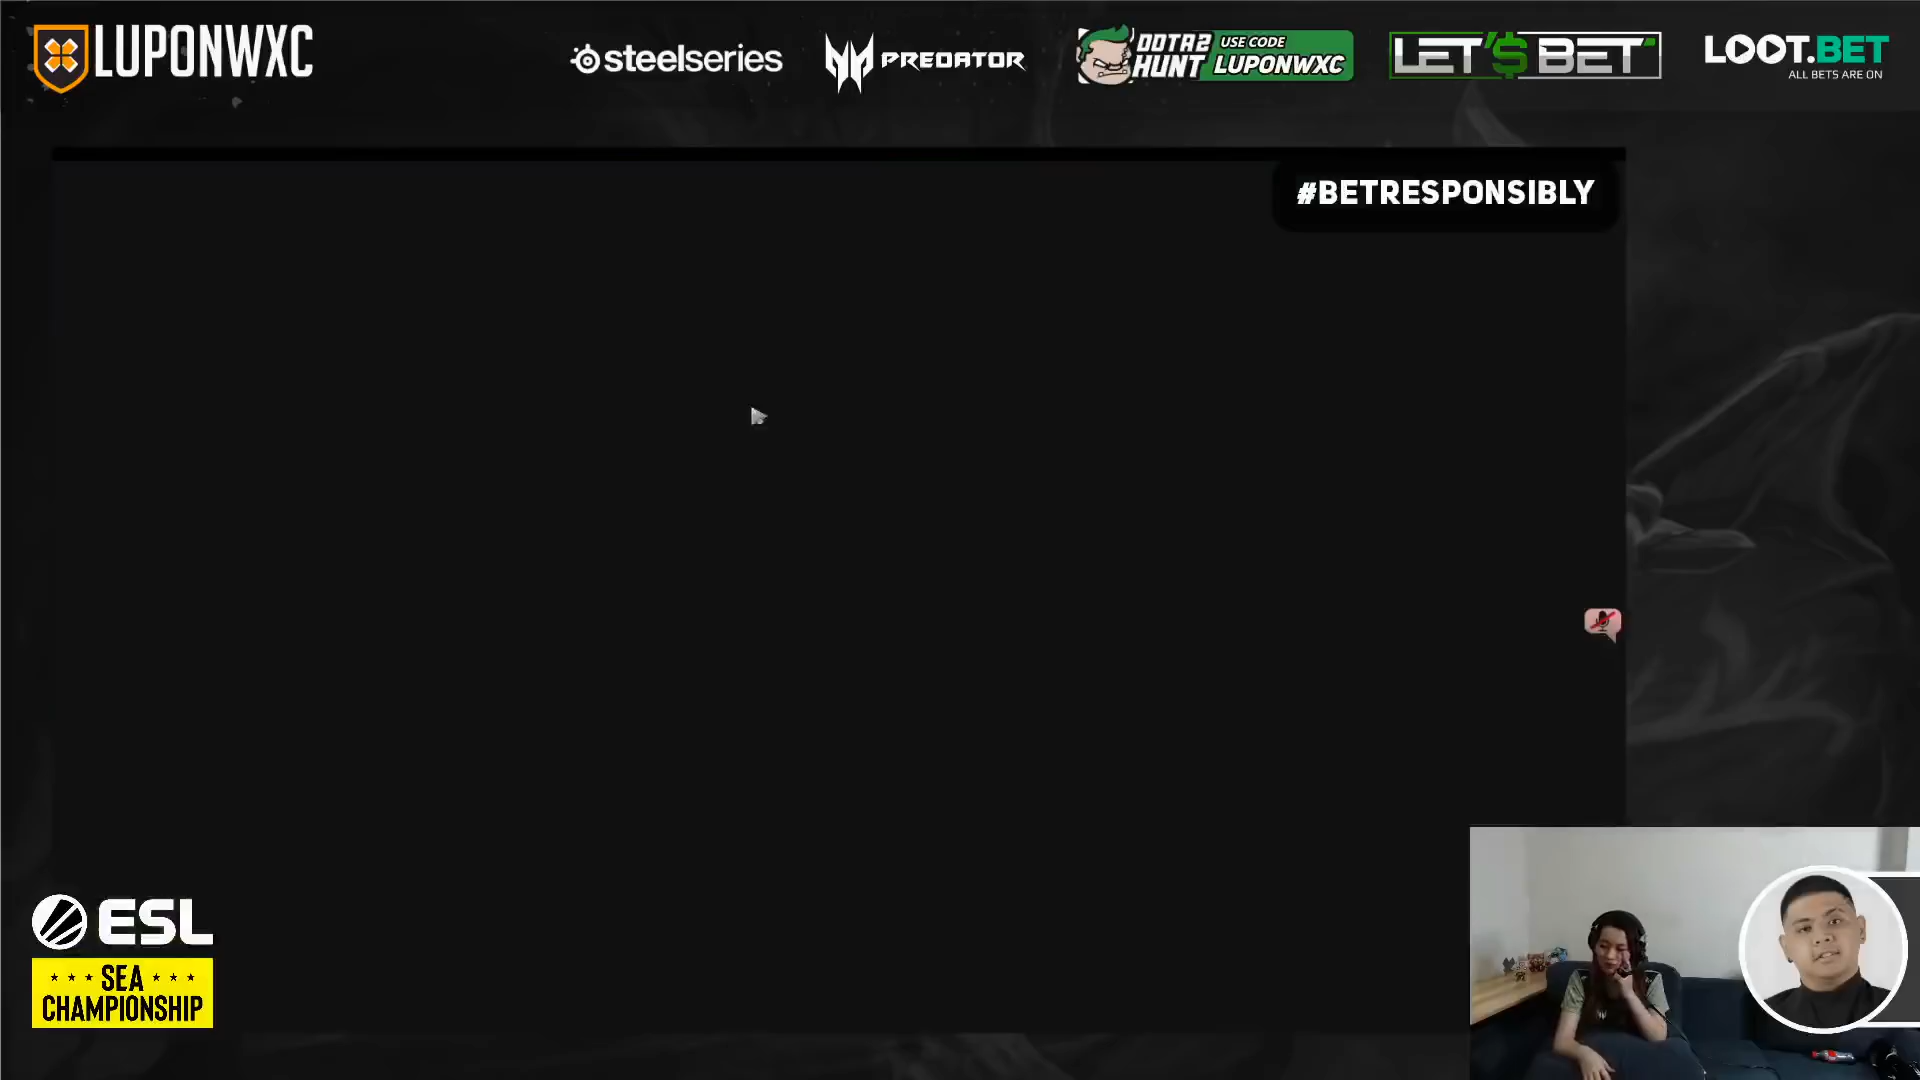 LUPONWXC
steelseries
PREDATOR
DOTA2
HUNT
USE CODE
LUPONWXC
LET'$ BET
LOOT.BET
ALL BETS ARE ON
#BETRESPONSIBLY
ESL
SEA
CHAMPIONSHIP